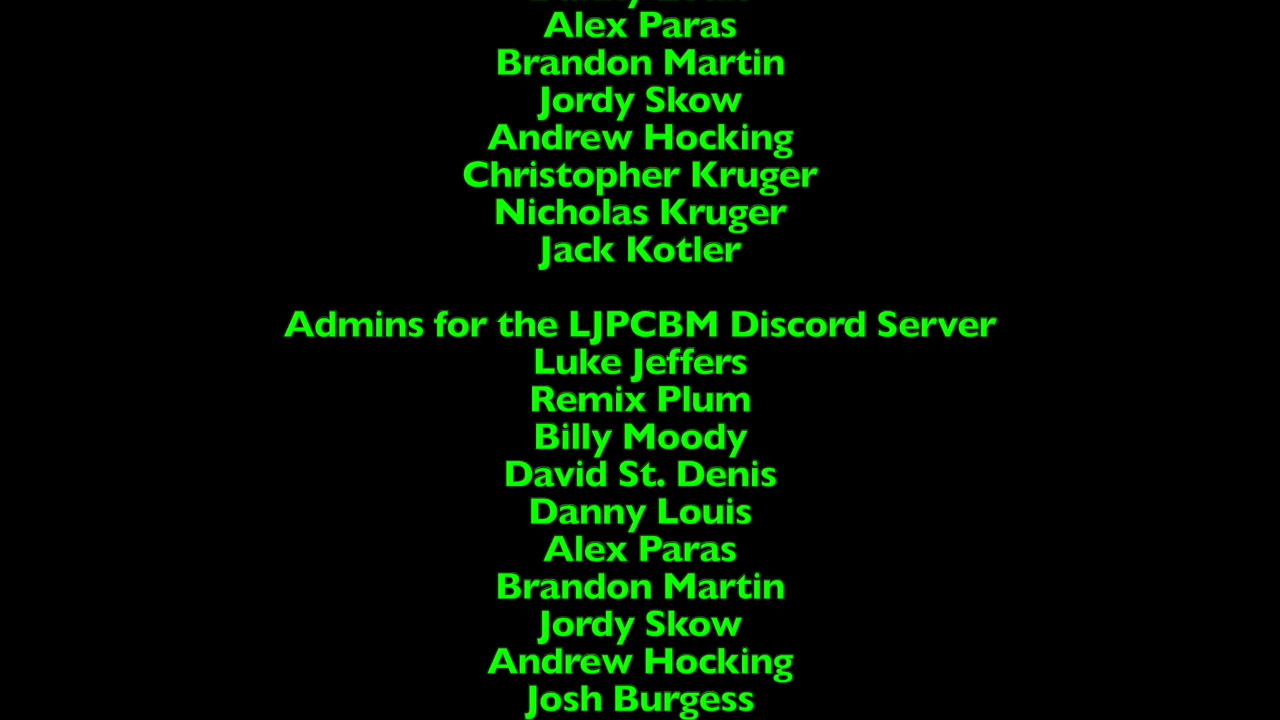 Alex Paras
Brandon Martin
Jordy Skow
Andrew Hocking
Christopher Kruger
Nicholas Kruger
Jack Kotler
Admins for the LJPCBM Discord Server
Luke Jeffers
Remix Plum
Billy Moody
David St. Denis
Danny Louis
Alex Paras
Brandon Martin
Jordy Skow
Andrew Hocking
Josh Burgess